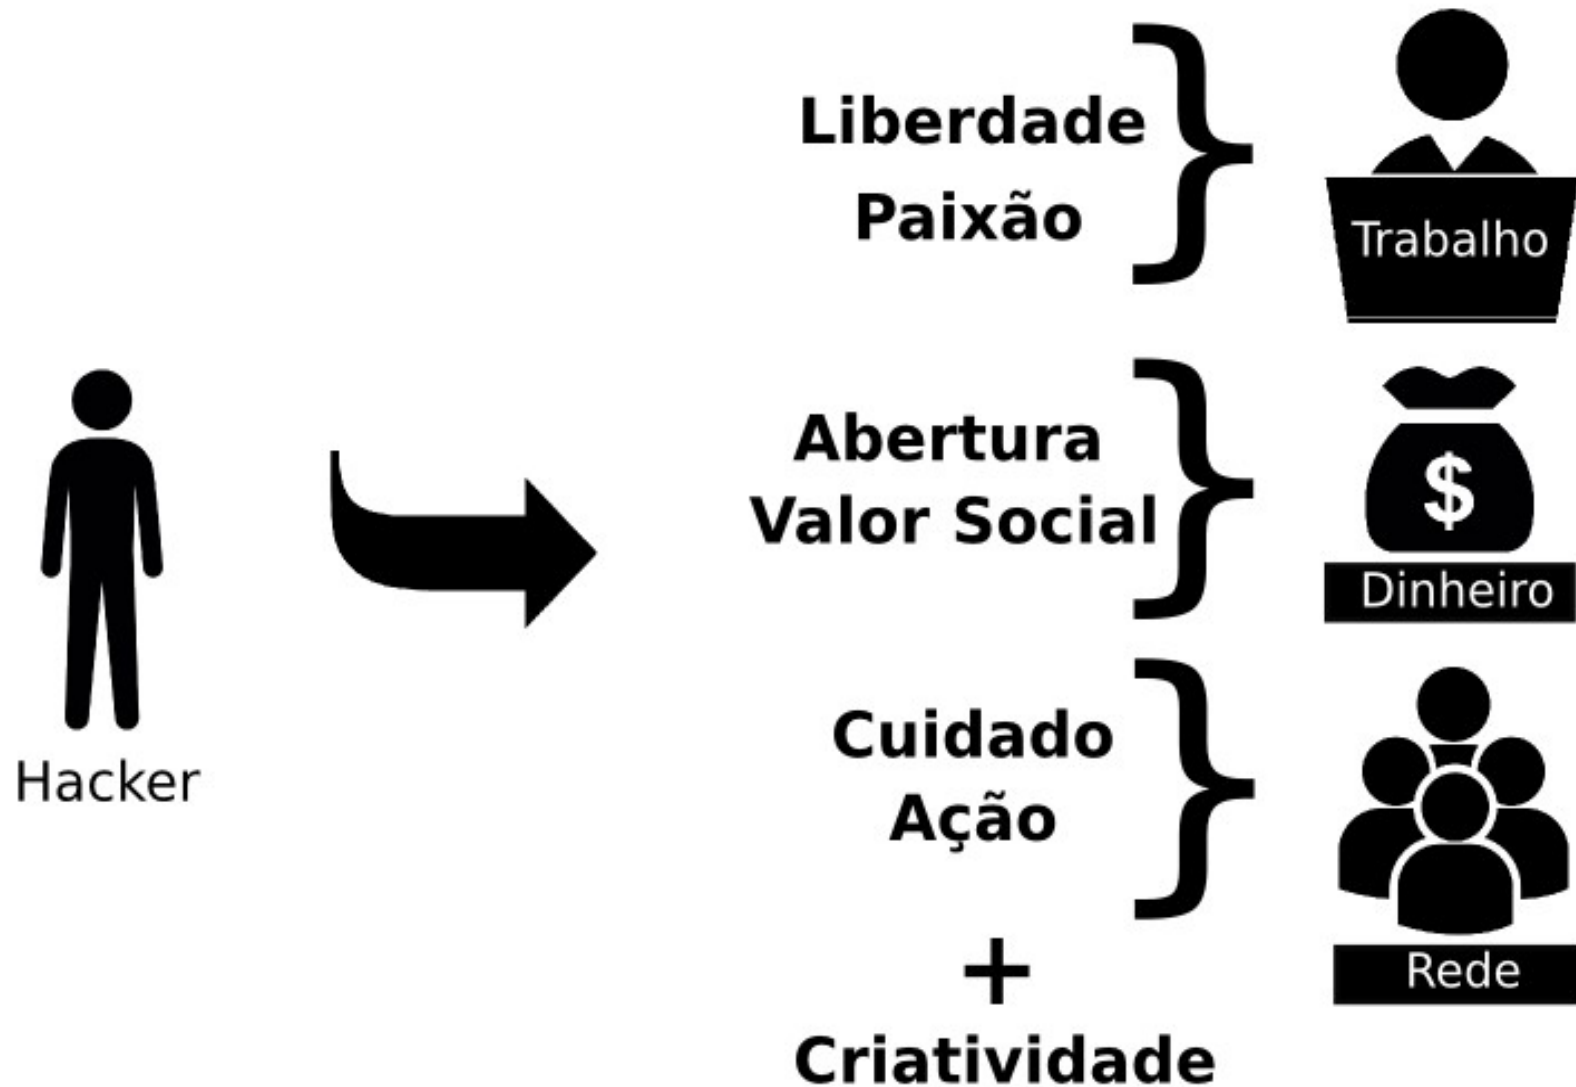 Liberdade
Paixão
Trabalho
Abertura
Valor Social
$
Dinheiro
Hacker
Cuidado
Ação
Rede
+
Criatividade